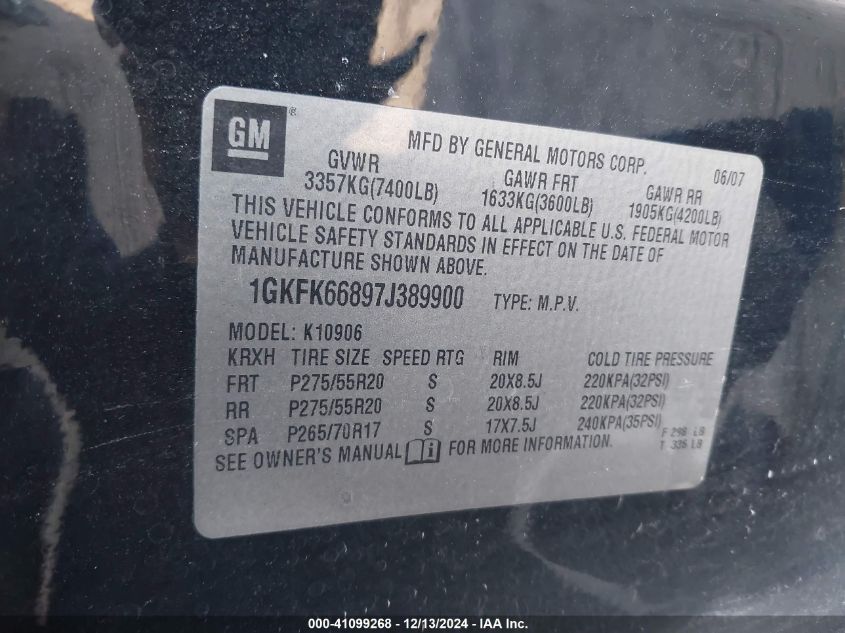 GM®
MFD BY GENERAL MOTORS CORP. 06/07
GVWR GAWR FRT GAWR RR
3357KG(7400LB) 1633KG(3600LB) 1905KG(4200LB)
THIS VEHICLE CONFORMS TO ALL APPLICABLE U.S. FEDERAL MOTOR
VEHICLE SAFETY STANDARDS IN EFFECT ON THE DATE OF
MANUFACTURE SHOWN ABOVE.
1GKFK66897J389900 TYPE: M.P.V.
MODEL: K10906
KRXH TIRE SIZE SPEED RTG RIM COLD TIRE PRESSURE
FRT P275/55R20 S 20X8.5J 220KPA(32PSI)
RR P275/55R20 S 20X8.5J 220KPA(32PSI)
SPA P265/70R17 S 17X7.5J 240KPA(35PSI)
F 298 LB
T 336 LB
SEE OWNER'S MANUAL i FOR MORE INFORMATION.
000-41099268 - 12/13/2024 - IAA Inc.